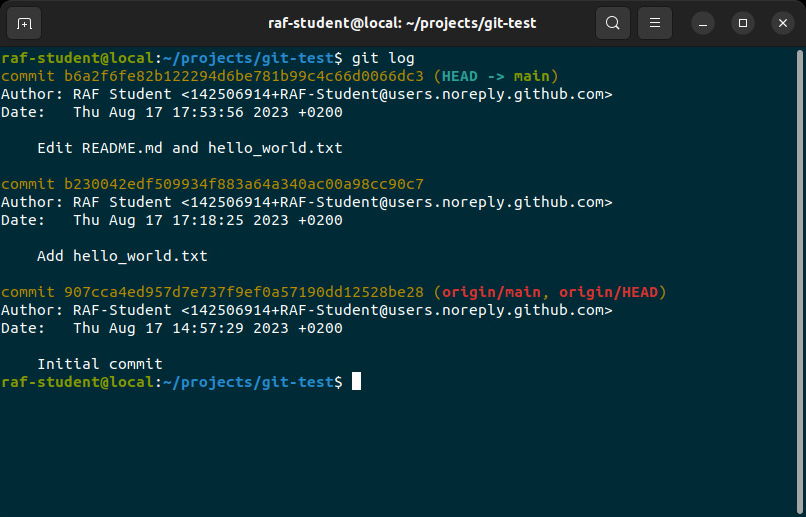 raf-student@local: ~/projects/git-test
raf-student@local:~/projects/git-test$ git log
commit b6a2f6fe82b122294d6be781b99c4c66d0066dc3 (HEAD -> main)
Author: RAF Student <142506914+RAF-Student@users.noreply.github.com>
Date:   Thu Aug 17 17:53:56 2023 +0200
    Edit README.md and hello_world.txt
commit b230042edf509934f883a64a340ac00a98cc90c7
Author: RAF Student <142506914+RAF-Student@users.noreply.github.com>
Date:   Thu Aug 17 17:18:25 2023 +0200
    Add hello_world.txt
commit 907cca4ed957d7e737f9ef0a57190dd12528be28 (origin/main, origin/HEAD)
Author: RAF-Student <142506914+RAF-Student@users.noreply.github.com>
Date:   Thu Aug 17 14:57:29 2023 +0200
    Initial commit
raf-student@local:~/projects/git-test$